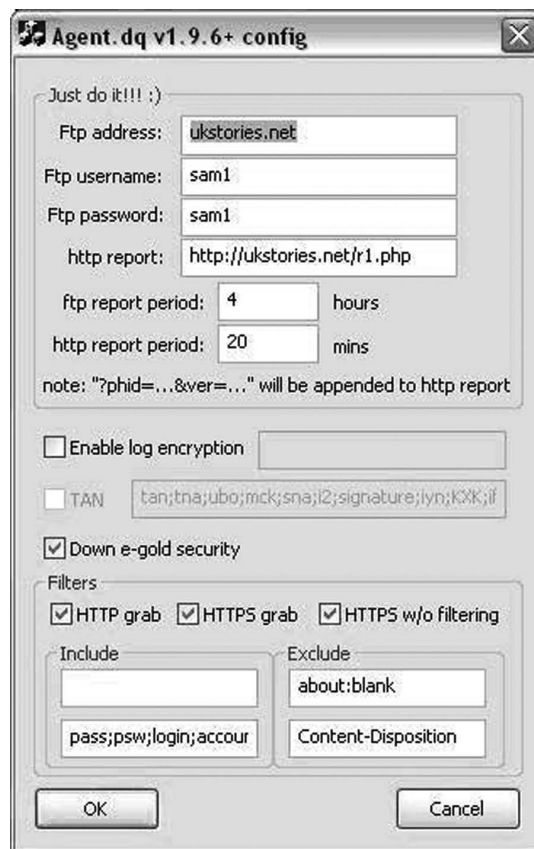 Agent.dq v1.9.6+ config
Just do it!!! :)
Ftp address: ukstories.net
Ftp username: sam1
Ftp password: sam1
http report: http://ukstories.net/r1.php
ftp report period: 4 hours
http report period: 20 mins
note: "?phid=...&ver=..." will be appended to http report
Enable log encryption
TAN tan;tna;ubo;mck;sna;i2;signature;iyn;KXK;if
Down e-gold security
Filters
HTTP grab HTTPS grab HTTPS w/o filtering
Include Exclude
about:blank
pass;psw;login;accour Content-Disposition
OK Cancel